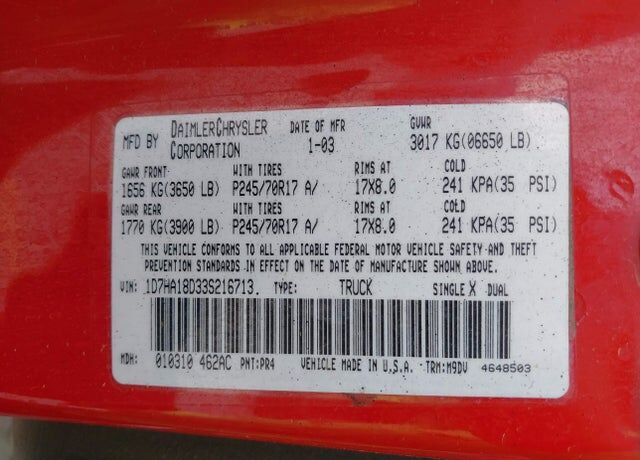 MFD BY DAIMLERCHRYSLER CORPORATION DATE OF MFR 1-03 GVWR 3017 KG(06650 LB)
GAWR FRONT WITH TIRES RIMS AT COLD
1656 KG(3650 LB) P245/70R17 A/ 17X8.0 241 KPA(35 PSI)
GAWR REAR WITH TIRES RIMS AT COLD
1770 KG(3900 LB) P245/70R17 A/ 17X8.0 241 KPA(35 PSI)
THIS VEHICLE CONFORMS TO ALL APPLICABLE FEDERAL MOTOR VEHICLE SAFETY AND THEFT
PREVENTION STANDARDS IN EFFECT ON THE DATE OF MANUFACTURE SHOWN ABOVE.
VIN: 1D7HA18D33S216713. TYPE: TRUCK SINGLE X DUAL
MDH: 010310 462AC PNT:PR4 VEHICLE MADE IN U.S.A. TRM:M9DV 4648503